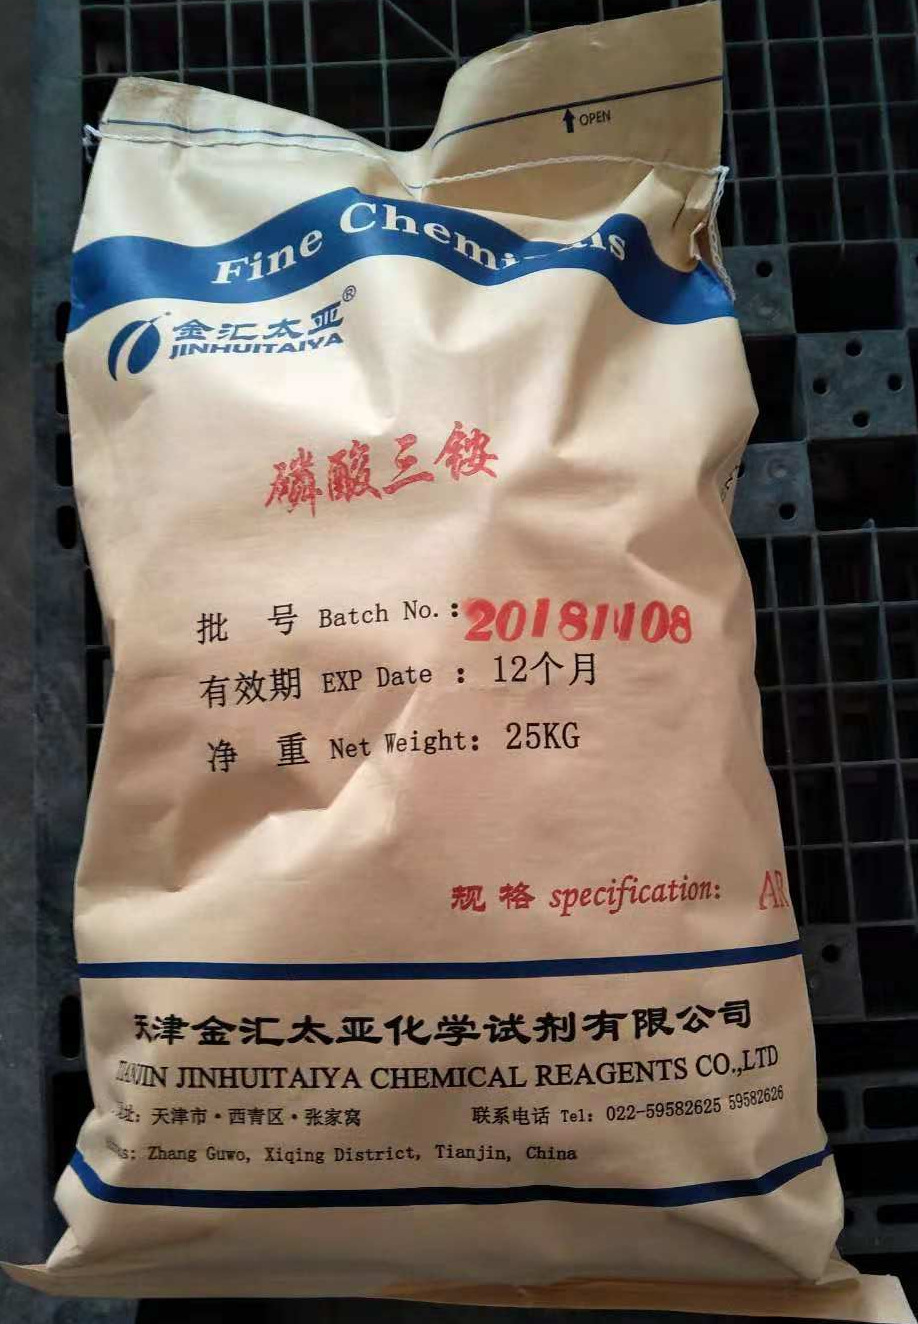 OPEN
Fine
金汇太亚®
JINHUITAIYA
磷酸三铵
批 号 Batch No.:20181108
有效期 EXP Date : 12个月
净 重 Net Weight: 25KG
规格 specification: AR
天津金汇太亚化学试剂有限公司
TIANJIN JINHUITAIYA CHEMICAL REAGENTS CO.,LTD
址: 天津市·西青区·张家窝 联系电话 Tel: 022-59582625 59582626
Zhang Guwo, Xiqing District, Tianjin, China